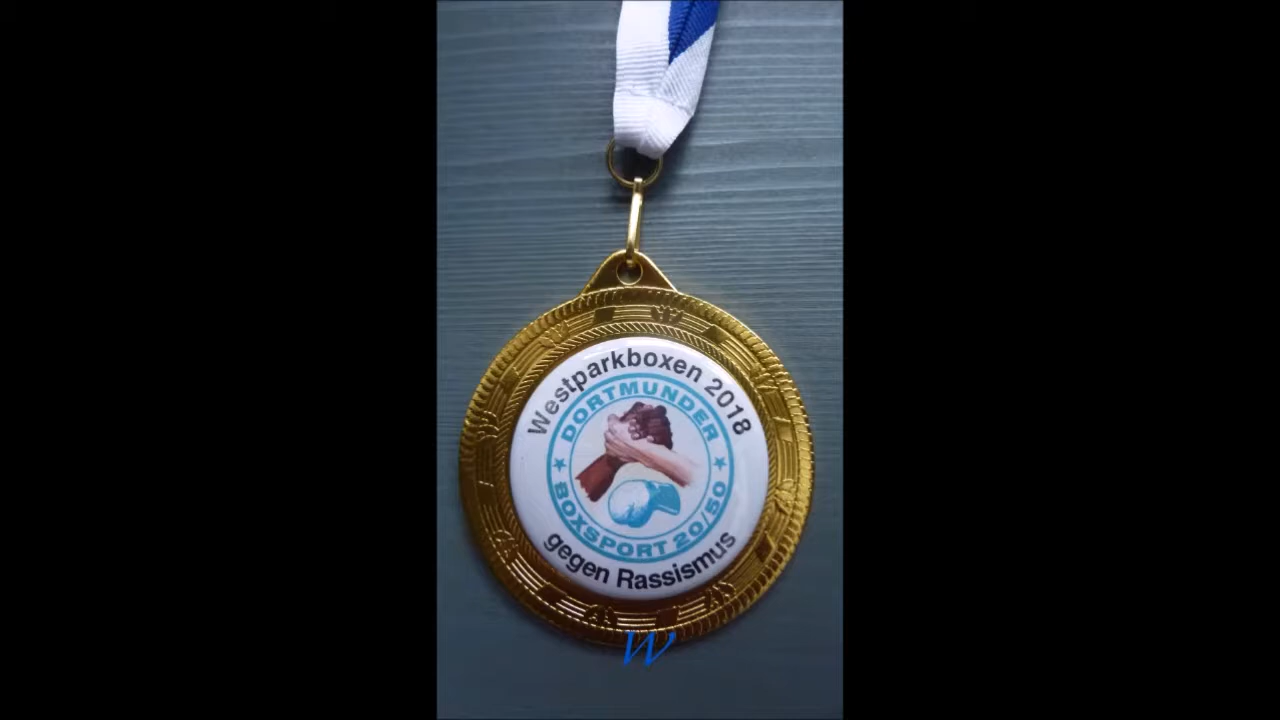 Westparkboxen 2018
DORTMUNDER
BOXSPORT 20/50
gegen Rassismus
W